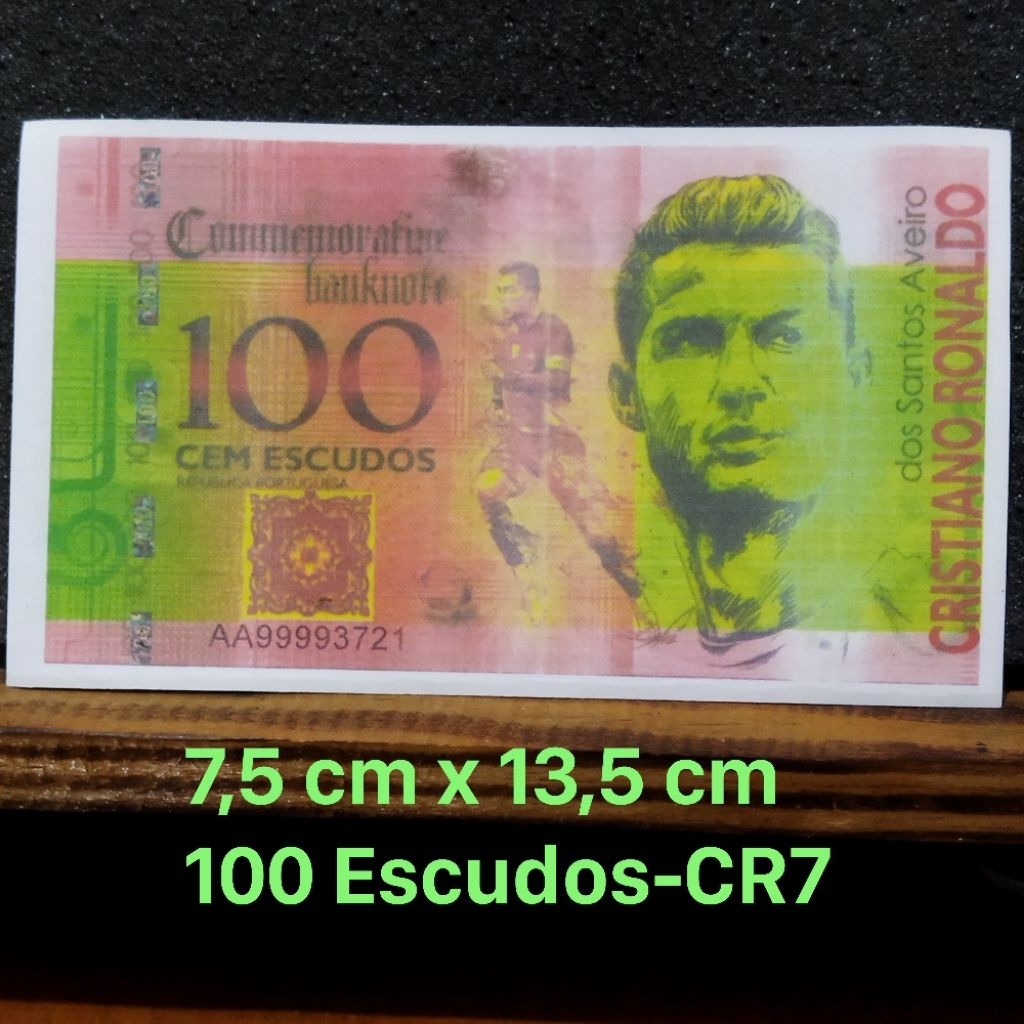 Commemorative
banknote
100
CEM ESCUDOS
REPÚBLICA PORTUGUESA
AA99993721
dos Santos Aveiro
CRISTIANO RONALDO
7,5 cm x 13,5 cm
100 Escudos-CR7